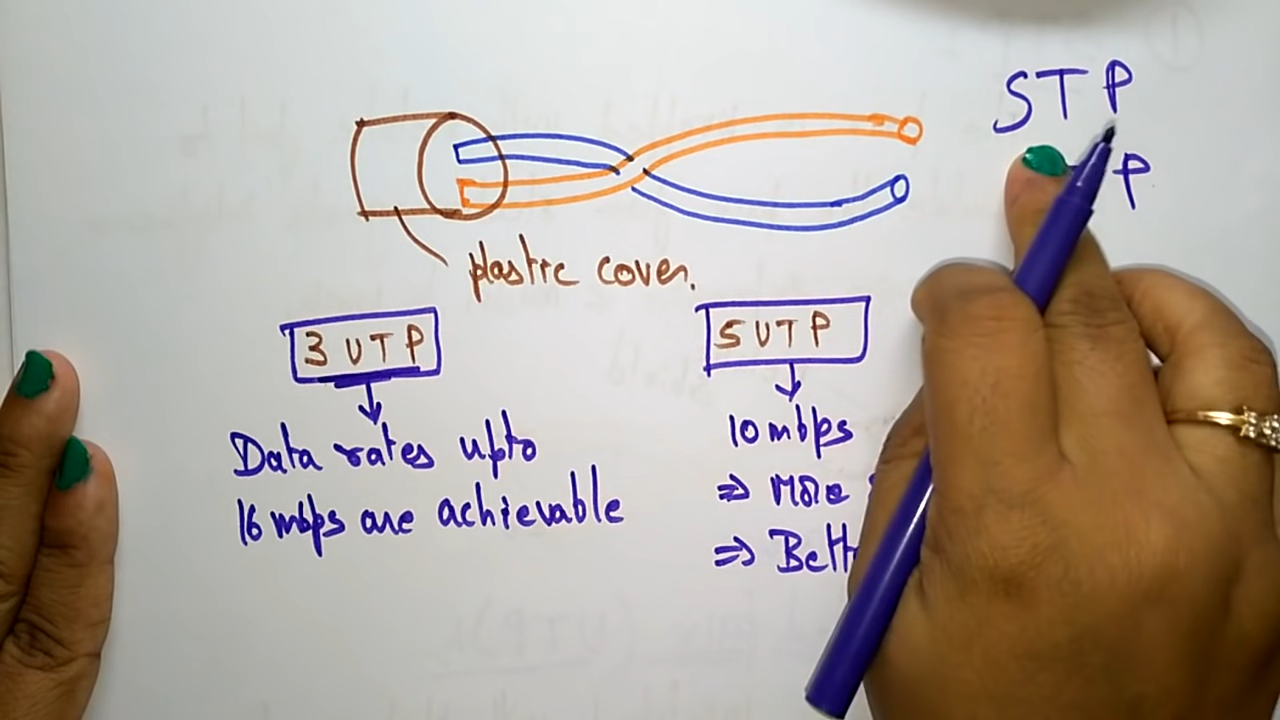 STP
P
plastic cover.
3 UTP
5 UTP
Data rates upto
16 mbps are achievable
10 mbps
⇒ More
⇒ Bett